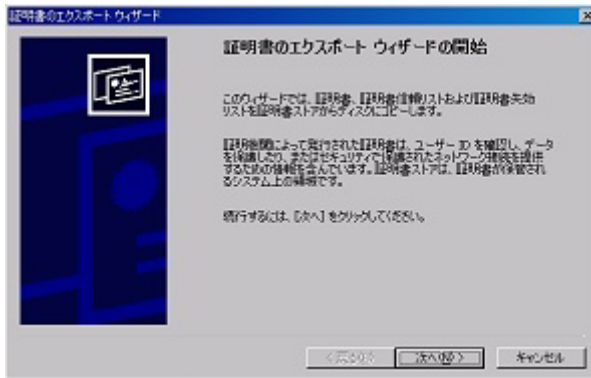 証明書のエクスポート ウィザード
証明書のエクスポート ウィザードの開始
このウィザードでは、証明書、証明書信頼リストおよび証明書失効
リストを証明書ストアからディスクにコピーします。
証明機関によって発行された証明書は、ユーザー ID を確認し、データ
を保護したり、またはセキュリティで保護されたネットワーク接続を提供
するための情報を含んでいます。証明書ストアは、証明書が保管され
るシステム上の領域です。
続行するには、[次へ] をクリックしてください。
< 戻る(B) 次へ(N) > キャンセル